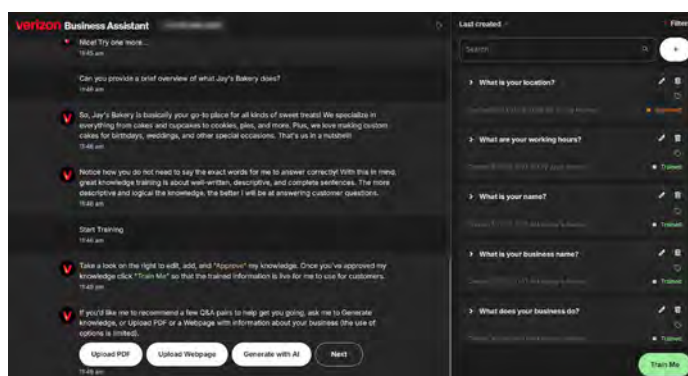 verizon Business Assistant
Last created
Filter
Nice! Try one more...
11:45 am
Search
Can you provide a brief overview of what Jay's Bakery does?
11:46 am
What is your location?
So, Jay's Bakery is basically your go-to place for all kinds of sweet treats! We specialize in
everything from cakes and cupcakes to cookies, pies, and more. Plus, we love making custom
cakes for birthdays, weddings, and other special occasions. That's us in a nutshell!
11:46 am
What are your working hours?
Trained
Notice how you do not need to say the exact words for me to answer correctly! With this in mind,
great knowledge training is about well-written, descriptive, and complete sentences. The more
descriptive and logical the knowledge, the better I will be at answering customer questions.
11:46 am
What is your name?
Trained
Start Training
11:46 am
What is your business name?
Trained
Take a look on the right to edit, add, and "Approve" my knowledge. Once you've approved my
knowledge click "Train Me" so that the trained information is live for me to use for customers.
11:46 am
What does your business do?
Trained
If you'd like me to recommend a few Q&A pairs to help get you going, ask me to Generate
knowledge, or Upload PDF or a Webpage with information about your business (the use of
options is limited).
Upload PDF
Upload Webpage
Generate with AI
Next
11:46 am
Train Me